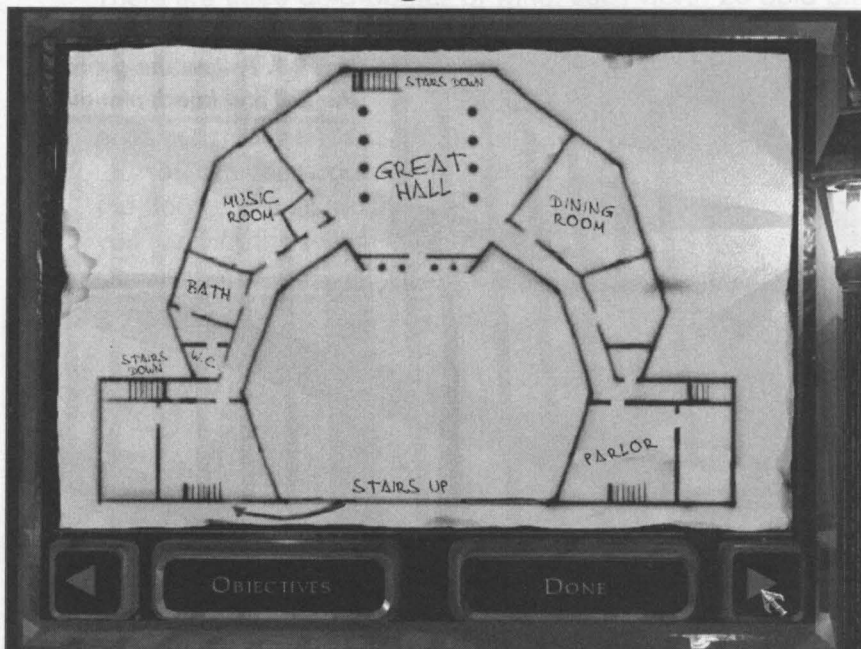 STAIRS DOWN
GREAT
HALL
MUSIC
ROOM
DINING
ROOM
BATH
STAIRS
DOWN
W.C
PARLOR
STAIRS UP
OBJECTIVES
DONE